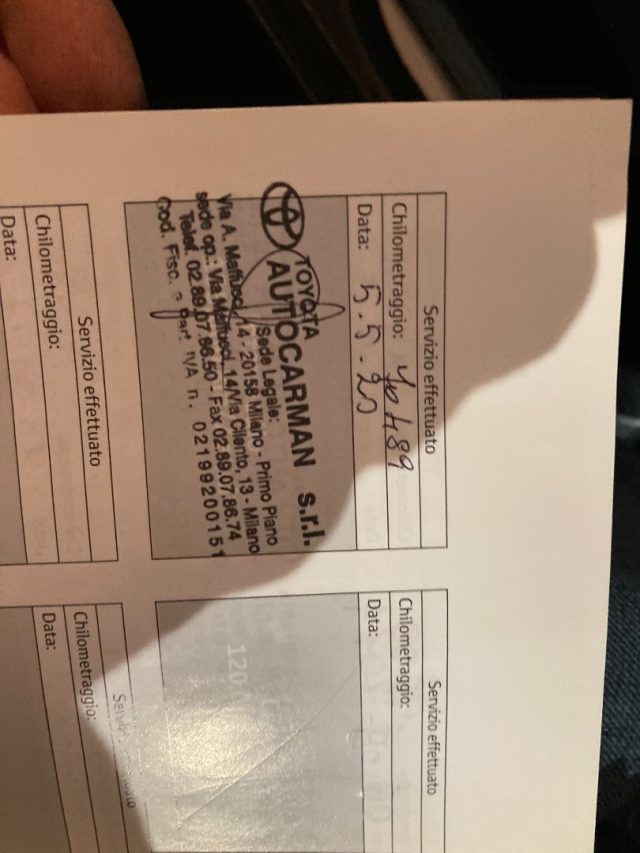 Servizio effettuato
Chilometraggio: 40489
Data: 5.5.20
TOYOTA
AUTOCARMAN s.r.l.
Sede Legale:
Via A. Maffucci, 14 - 20158 Milano - Primo Piano
sede op.: Via Maffucci, 14/Via Cilento, 13 - Milano
Telef. 02.89.07.86.50 - Fax 02.89.07.86.74
Cod. Fisc. e part. IVA n. 02199200151
Servizio effettuato
Chilometraggio:
Data:
Servizio effettuato
Chilometraggio:
Data:
Servizio effettuato
Chilometraggio:
Data: